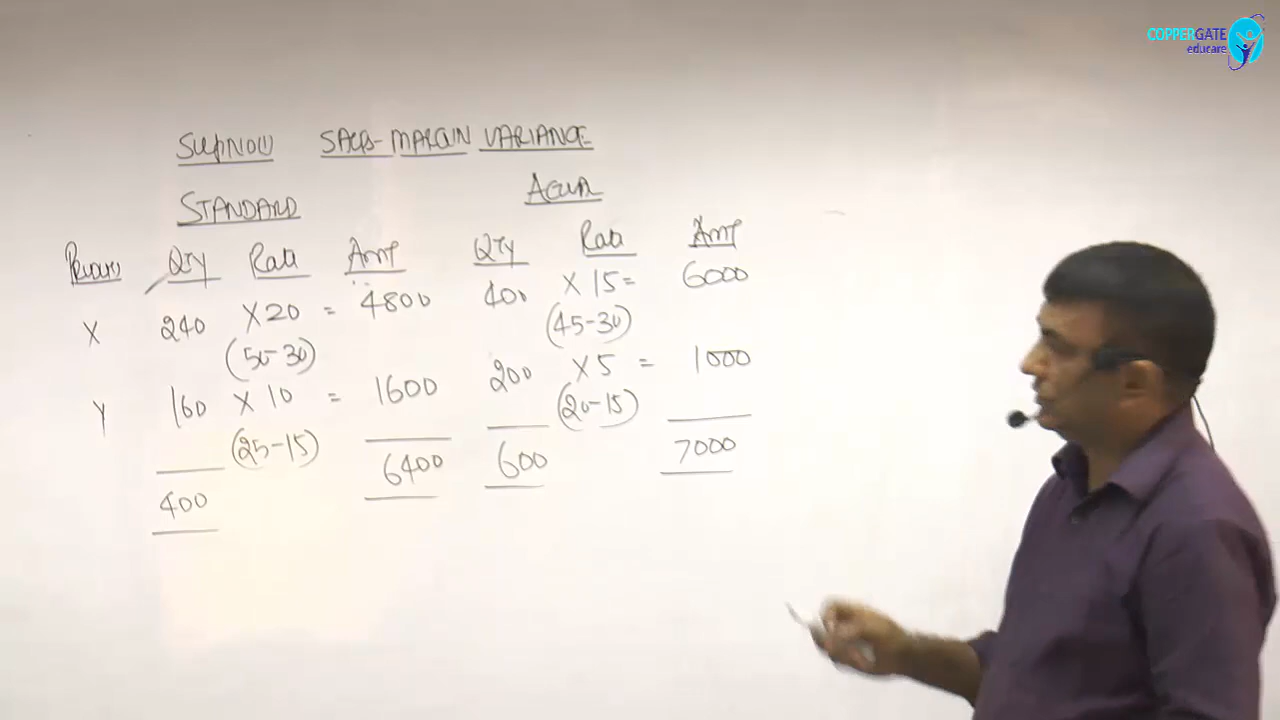 COPPERGATE
educare
SALES-MARGIN VARIANCE
STANDARD
ACTUAL
QTY Rate Amt QTY Rate Amt
X 240 X 20 = 4800 400 X 15 = 6000
(50-30) (45-30)
Y 160 X 10 = 1600 200 X 5 = 1000
(25-15) (20-15)
400 6400 600 7000